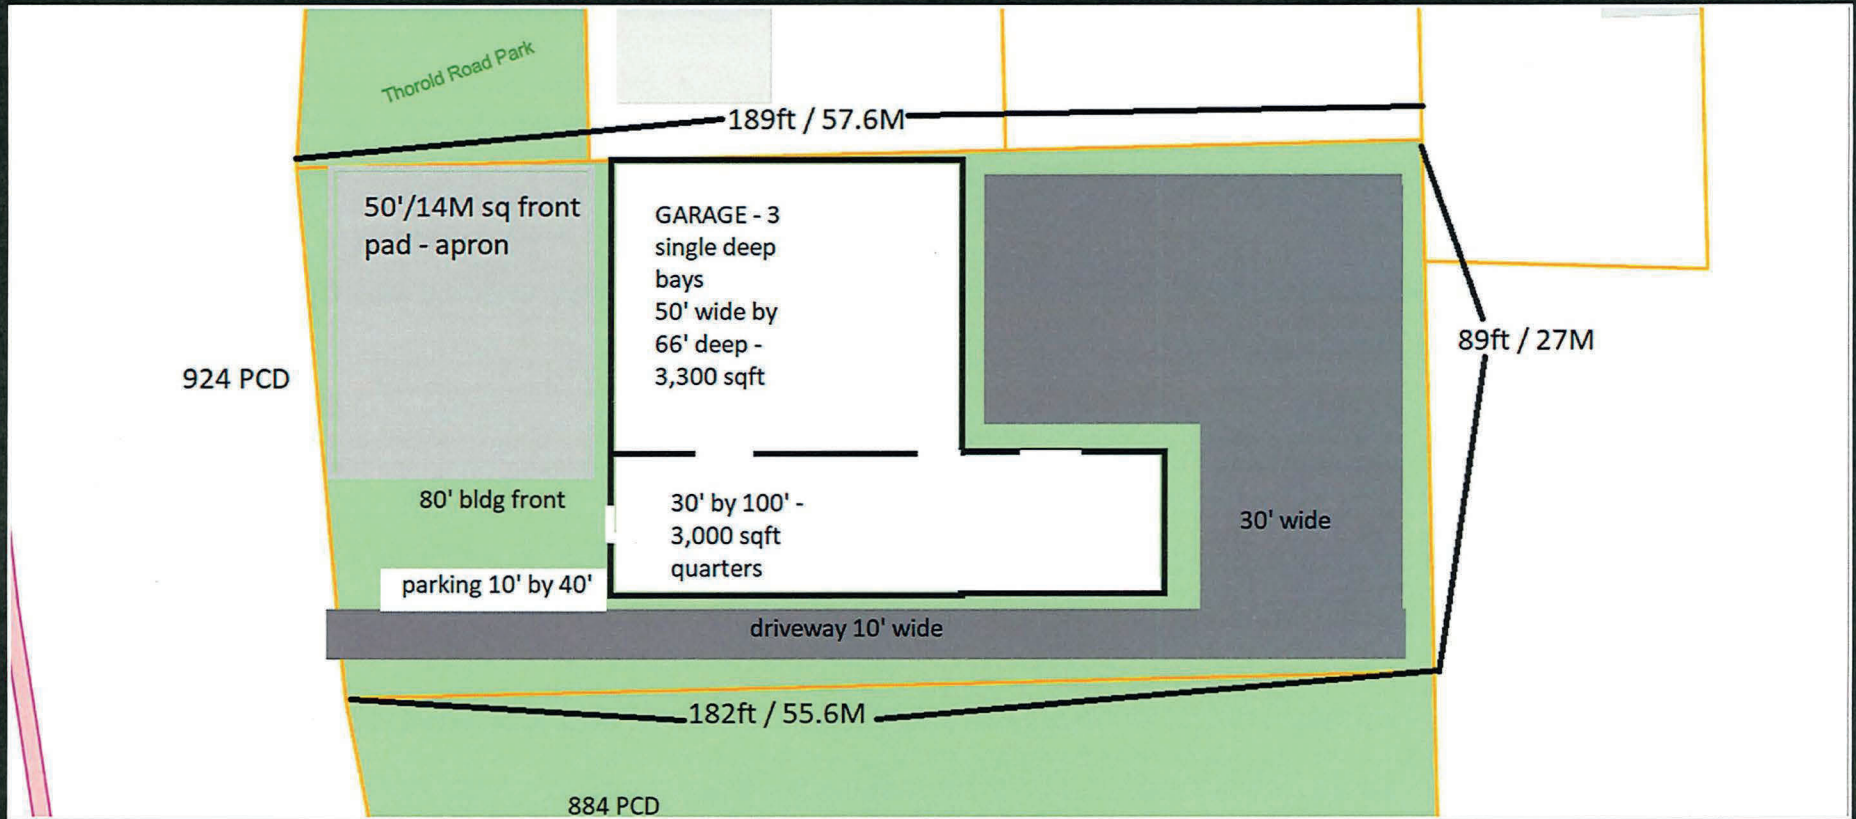 Thorold Road Park
189ft / 57.6M
50'/14M sq front
pad - apron
GARAGE - 3
single deep
bays
50' wide by
66' deep -
3,300 sqft
89ft / 27M
924 PCD
80' bldg front
30' by 100' -
3,000 sqft
quarters
30' wide
parking 10' by 40'
driveway 10' wide
182ft / 55.6M
884 PCD